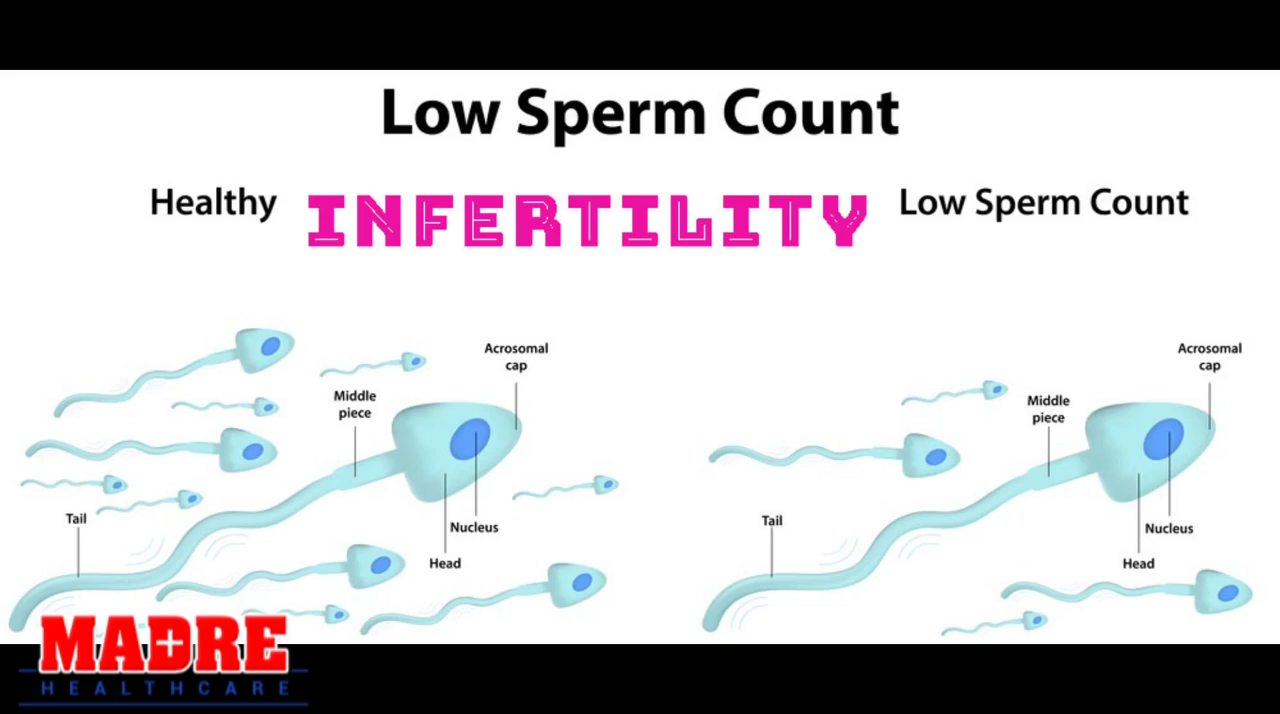 Low Sperm Count
Healthy
INFERTILITY
Low Sperm Count
Acrosomal
cap
Middle
piece
Tail
Nucleus
Head
Acrosomal
cap
Middle
piece
Tail
Nucleus
Head
MADRE
HEALTHCARE